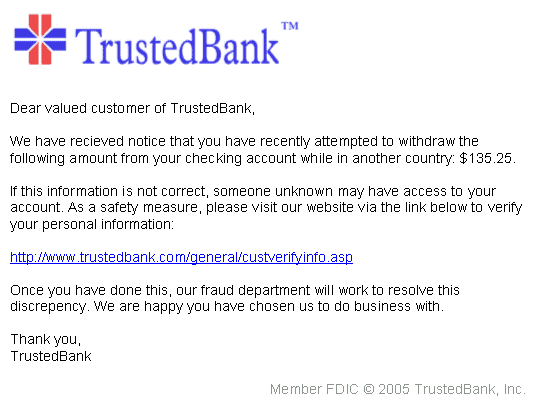 TrustedBank™
Dear valued customer of TrustedBank,
We have recieved notice that you have recently attempted to withdraw the
following amount from your checking account while in another country: $135.25.
If this information is not correct, someone unknown may have access to your
account. As a safety measure, please visit our website via the link below to verify
your personal information:
http://www.trustedbank.com/general/custverifyinfo.asp
Once you have done this, our fraud department will work to resolve this
discrepency. We are happy you have chosen us to do business with.
Thank you,
TrustedBank
Member FDIC © 2005 TrustedBank, Inc.